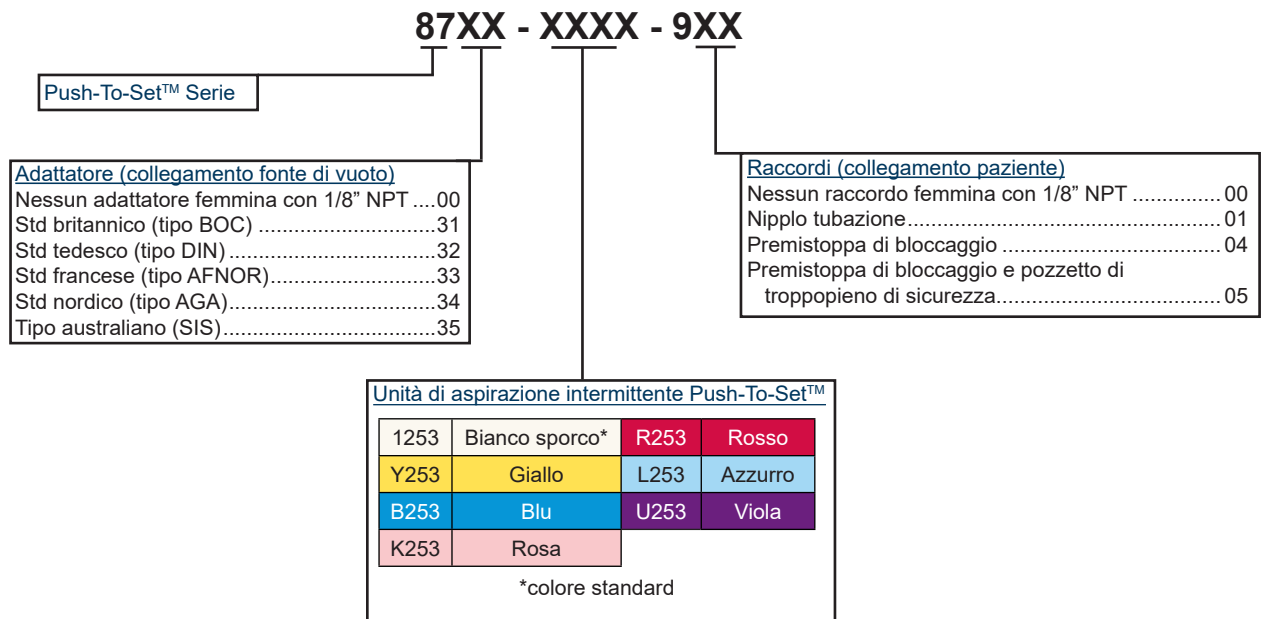 87XX - XXXX - 9XX
Push-To-Set™ Serie
Adattatore (collegamento fonte di vuoto)
Nessun adattatore femmina con 1/8” NPT ....00
Std britannico (tipo BOC) ..............................31
Std tedesco (tipo DIN)...................................32
Std francese (tipo AFNOR)............................33
Std nordico (tipo AGA)...................................34
Tipo australiano (SIS)....................................35
Raccordi (collegamento paziente)
Nessun raccordo femmina con 1/8” NPT ...............00
Nipplo tubazione.....................................................01
Premistoppa di bloccaggio .....................................04
Premistoppa di bloccaggio e pozzetto di
troppopieno di sicurezza......................................05
Unità di aspirazione intermittente Push-To-Set™
1253 Bianco sporco* R253 Rosso
Y253 Giallo L253 Azzurro
B253 Blu U253 Viola
K253 Rosa
*colore standard